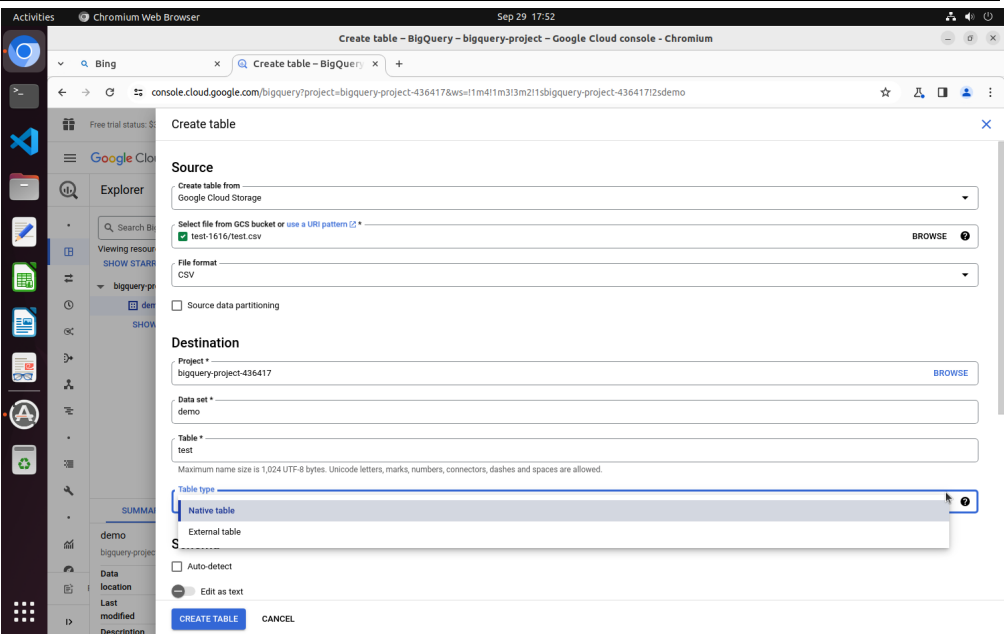 Activities
Chromium Web Browser
Sep 29 17:52
Create table – BigQuery – bigquery-project – Google Cloud console - Chromium
Bing
Create table – BigQuery
console.cloud.google.com/bigquery?project=bigquery-project-436417&ws=!1m4!1m3!3m2!1sbigquery-project-436417!2sdemo
Free trial status: $
Create table
Google Clo
Explorer
Search Bi
Viewing resour
SHOW STARR
bigquery-pr
dem
SHOW
SUMMA
demo
bigquery-projec
Data
location
Last
modified
Description
Source
Create table from
Google Cloud Storage
Select file from GCS bucket or use a URI pattern *
test-1616/test.csv
BROWSE
File format
CSV
Source data partitioning
Destination
Project *
bigquery-project-436417
BROWSE
Data set *
demo
Table *
test
Maximum name size is 1,024 UTF-8 bytes. Unicode letters, marks, numbers, connectors, dashes and spaces are allowed.
Table type
Native table
External table
Auto-detect
Edit as text
CREATE TABLE
CANCEL